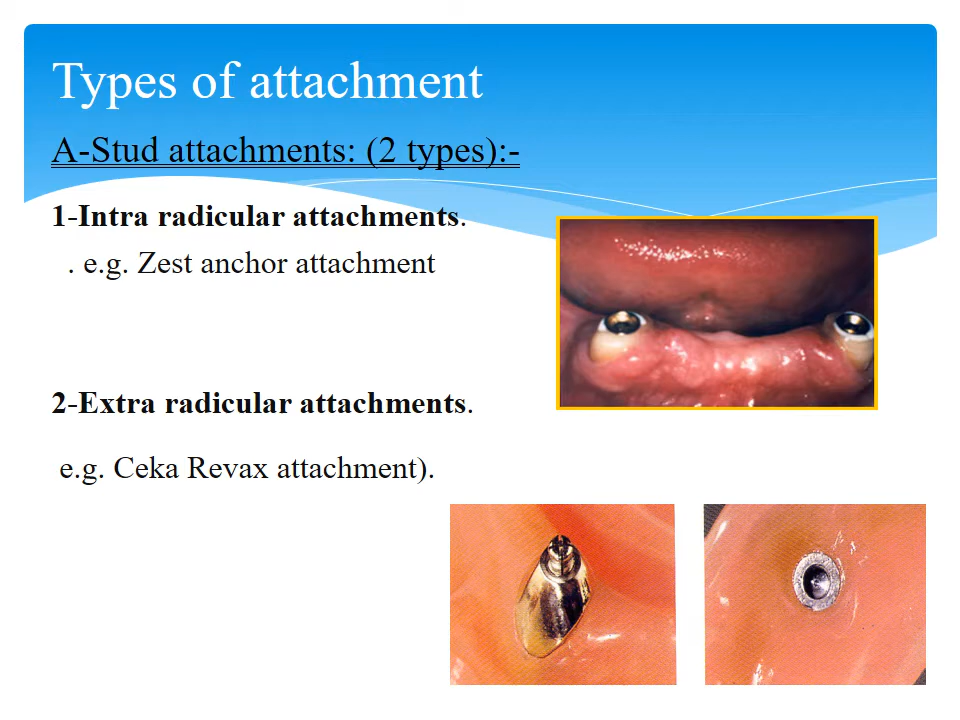 Types of attachment
A-Stud attachments: (2 types):-
1-Intra radicular attachments.
. e.g. Zest anchor attachment
2-Extra radicular attachments.
e.g. Ceka Revax attachment).